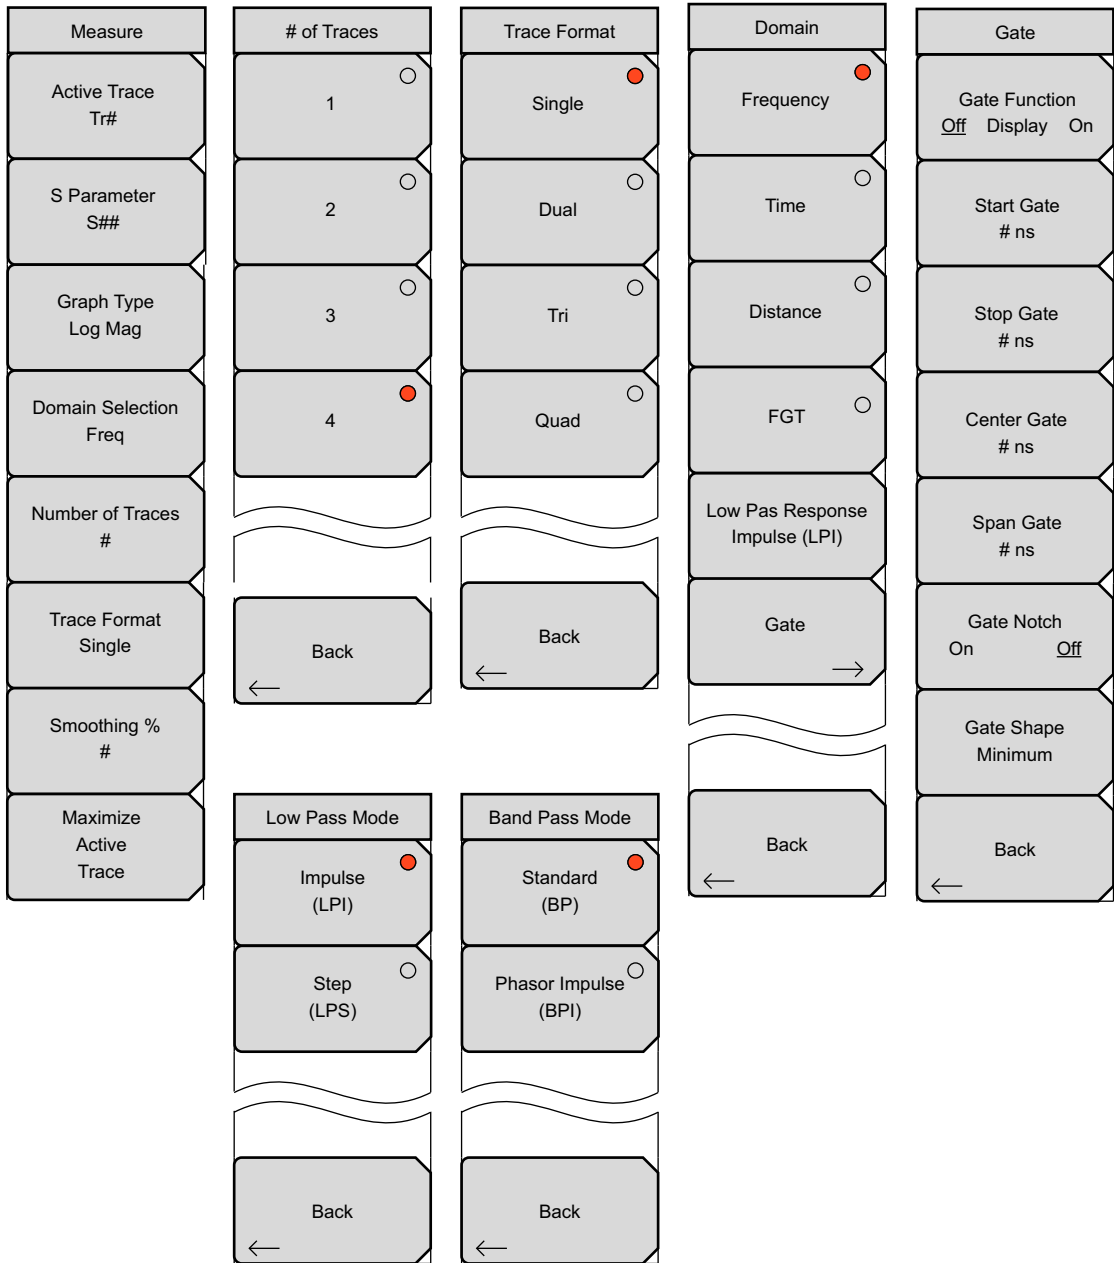 Measure
Active Trace
Tr#
S Parameter
S##
Graph Type
Log Mag
Domain Selection
Freq
Number of Traces
#
Trace Format
Single
Smoothing %
#
Maximize
Active
Trace
# of Traces
1
2
3
4
Back
Trace Format
Single
Dual
Tri
Quad
Back
Domain
Frequency
Time
Distance
FGT
Low Pas Response
Impulse (LPI)
Gate
Back
Gate
Gate Function
Off Display On
Start Gate
# ns
Stop Gate
# ns
Center Gate
# ns
Span Gate
# ns
Gate Notch
On Off
Gate Shape
Minimum
Back
Low Pass Mode
Impulse
(LPI)
Step
(LPS)
Back
Band Pass Mode
Standard
(BP)
Phasor Impulse
(BPI)
Back